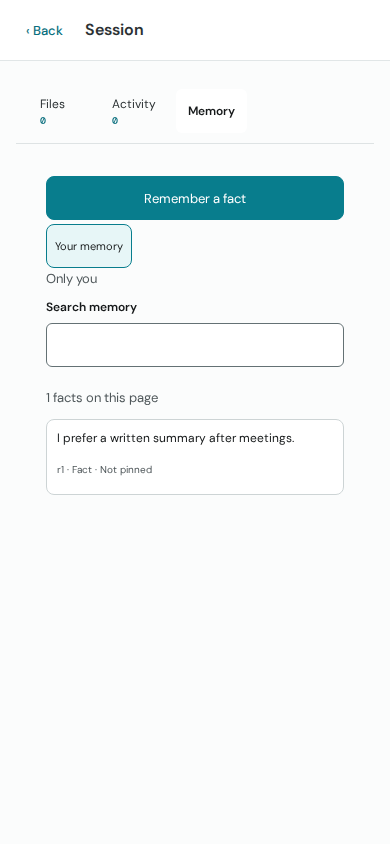 ‹ Back
Session
Files
0
Activity
0
Memory
Remember a fact
Your memory
Only you
Search memory
1 facts on this page
I prefer a written summary after meetings.
r1 · Fact · Not pinned